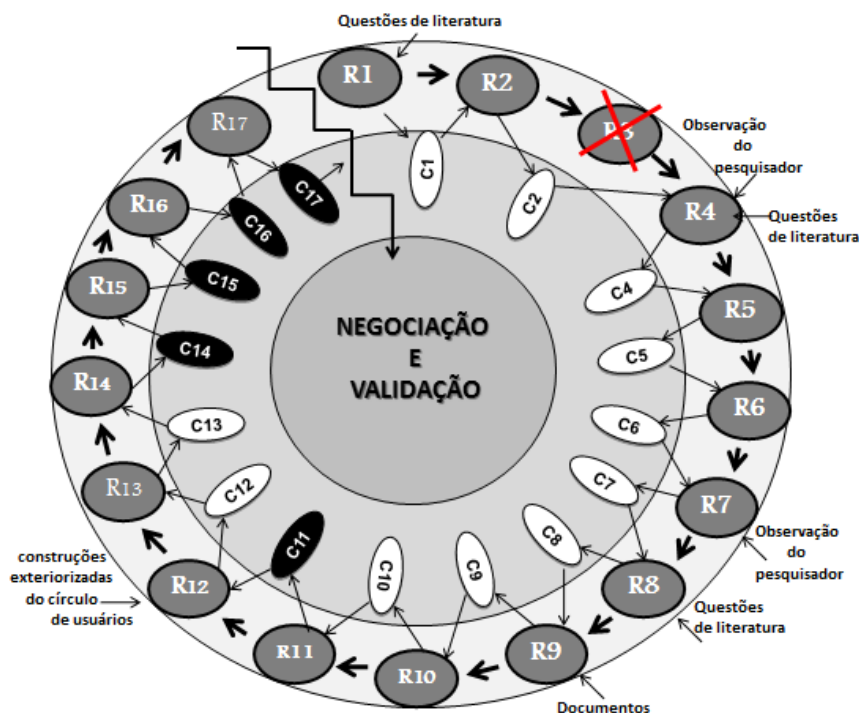 Questões de literatura
R1
R2
R3
Observação
do
pesquisador
R4
Questões
de literatura
R5
R6
R7
Observação
do
pesquisador
R8
Questões
de literatura
R9
Documentos
R10
R11
R12
construções
exteriorizadas
do círculo
de usuários
R13
R14
R15
R16
R17
C1
C2
C4
C5
C6
C7
C8
C9
C10
C11
C12
C13
C14
C15
C16
C17
NEGOCIAÇÃO
E
VALIDAÇÃO